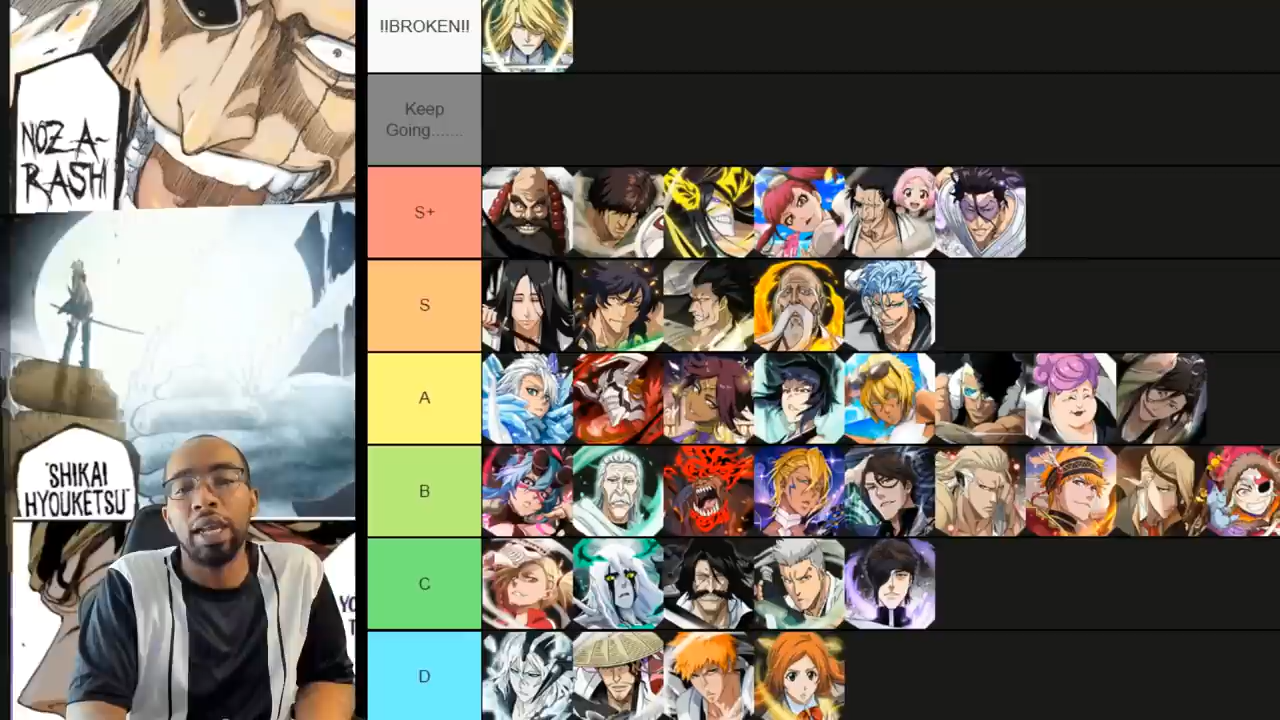 NOZ A-
RASHI
"SHIKAI
HYOUKETSU"
!!BROKEN!!
Keep
Going.......
S+
S
A
B
C
D